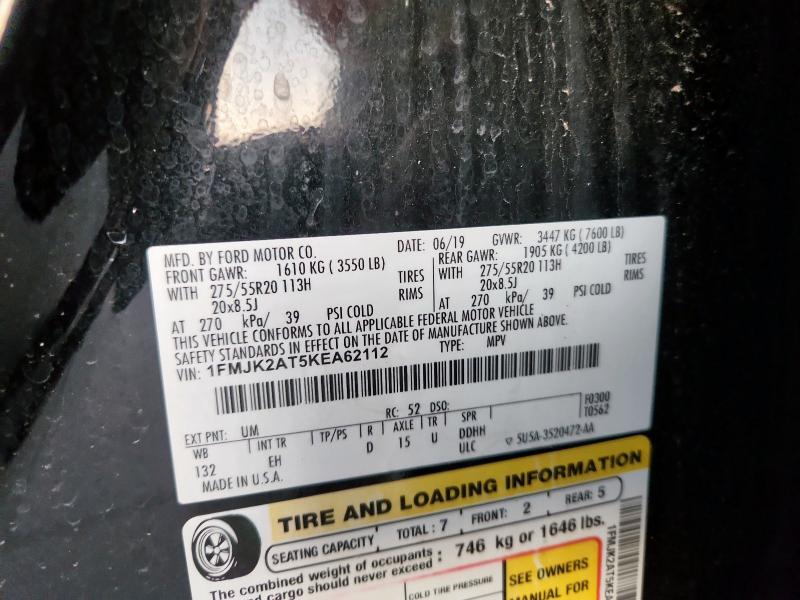 MFD. BY FORD MOTOR CO. DATE: 06/19 GVWR: 3447 KG (7600 LB)
FRONT GAWR: 1610 KG (3550 LB) REAR GAWR: 1905 KG (4200 LB)
WITH 275/55R20 113H TIRES WITH 275/55R20 113H TIRES
20x8.5J RIMS 20x8.5J RIMS
AT 270 kPa/ 39 PSI COLD AT 270 kPa/ 39 PSI COLD
THIS VEHICLE CONFORMS TO ALL APPLICABLE FEDERAL MOTOR VEHICLE
SAFETY STANDARDS IN EFFECT ON THE DATE OF MANUFACTURE SHOWN ABOVE.
VIN: 1FMJK2AT5KEA62112 TYPE: MPV
F0300
T0562
EXT PNT: UM RC: 52 DSO:
WB INT TR TP/PS R AXLE TR SPR
132 EH D 15 U DDHH
ULC 5U5A-3520472-AA
MADE IN U.S.A.
TIRE AND LOADING INFORMATION
SEATING CAPACITY TOTAL: 7 FRONT: 2 REAR: 5
The combined weight of occupants : 746 kg or 1646 lbs.
cargo should never exceed
COLD TIRE PRESSURE
SEE OWNERS
MANUAL FOR
1FMJK2AT5KEA